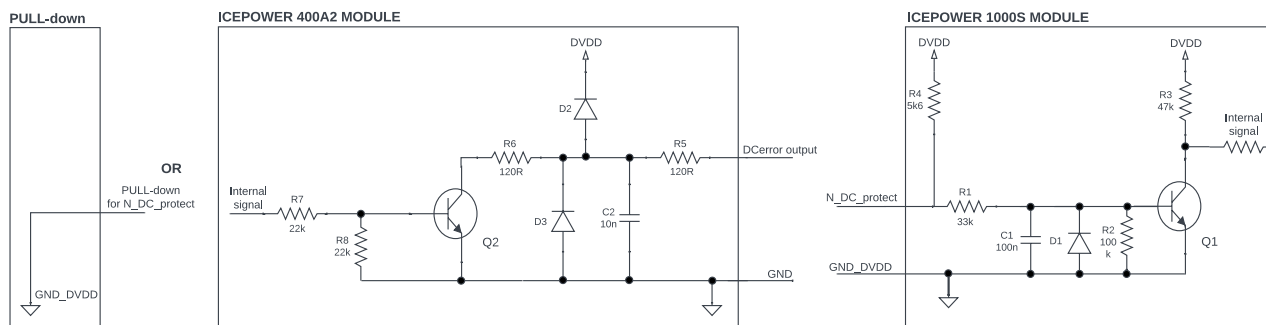 PULL-down
OR
PULL-down
for N_DC_protect
GND_DVDD
ICEPOWER 400A2 MODULE
DVDD
D2
R6
120R
R5
120R
DCerror output
Internal
signal
R7
22k
R8
22k
Q2
D3
C2
10n
GND
ICEPOWER 1000S MODULE
DVDD
DVDD
R4
5k6
R3
47k
Internal
signal
N_DC_protect
R1
33k
C1
100n
D1
R2
100
k
Q1
GND_DVDD